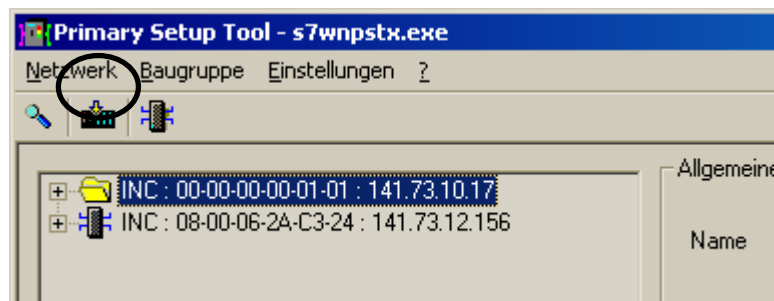 Primary Setup Tool - s7wnpstx.exe
Netzwerk Baugruppe Einstellungen ?
INC : 00-00-00-00-01-01 : 141.73.10.17
INC : 08-00-06-2A-C3-24 : 141.73.12.156
Allgemeine
Name